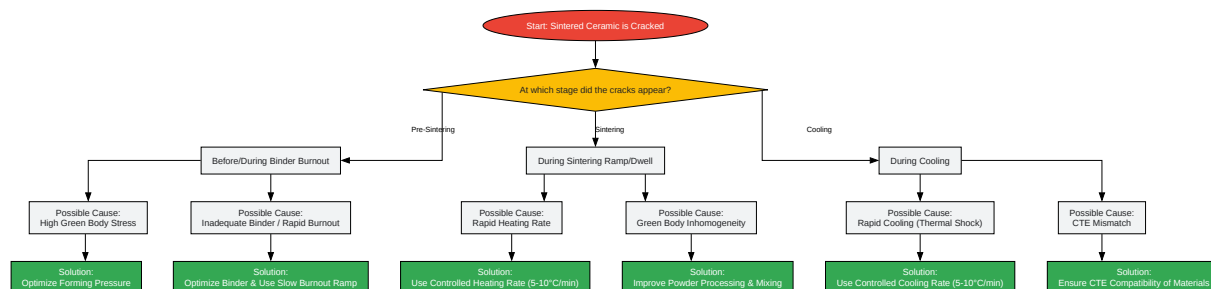 Start: Sintered Ceramic is Cracked
At which stage did the cracks appear?
Pre-Sintering
Sintering
Cooling
Before/During Binder Burnout
During Sintering Ramp/Dwell
During Cooling
Possible Cause:
High Green Body Stress
Possible Cause:
Inadequate Binder / Rapid Burnout
Possible Cause:
Rapid Heating Rate
Possible Cause:
Green Body Inhomogeneity
Possible Cause:
Rapid Cooling (Thermal Shock)
Possible Cause:
CTE Mismatch
Solution:
Optimize Forming Pressure
Solution:
Optimize Binder & Use Slow Burnout Ramp
Solution:
Use Controlled Heating Rate (5-10°C/min)
Solution:
Improve Powder Processing & Mixing
Solution:
Use Controlled Cooling Rate (5-10°C/min)
Solution:
Ensure CTE Compatibility of Materials